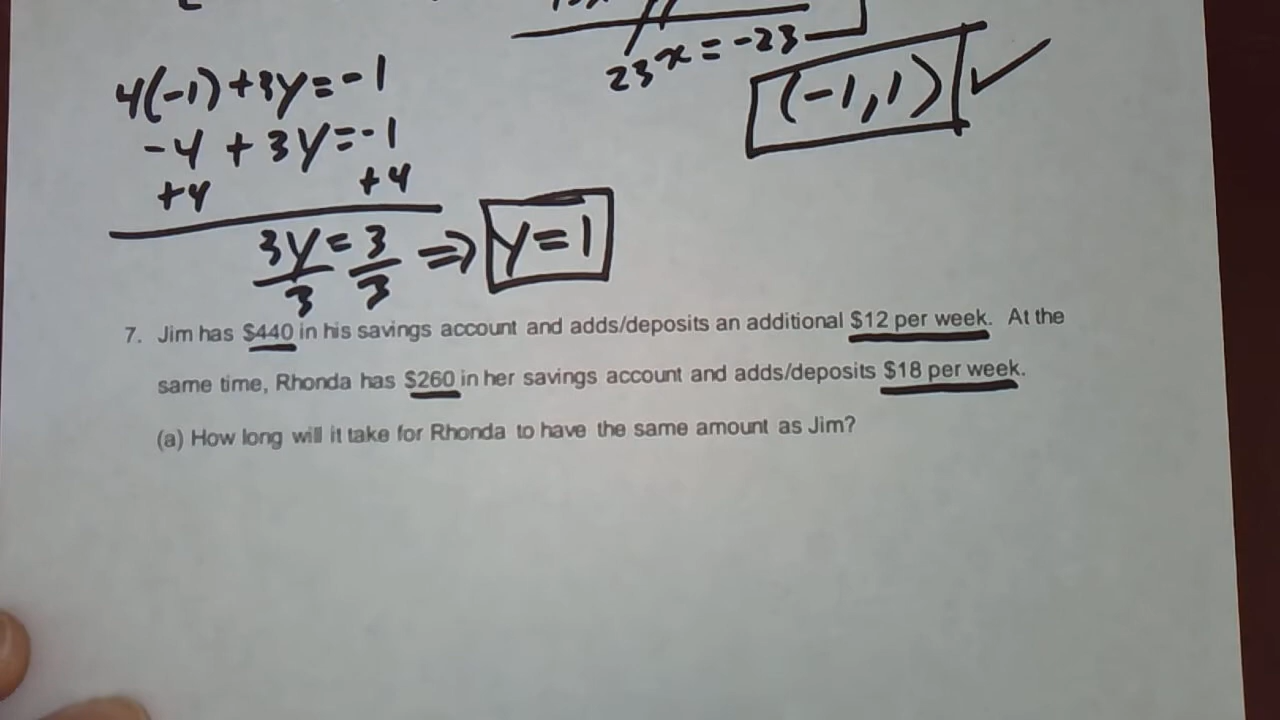 23x = -23
(-1, 1) ✓
4(-1) + 3y = -1
-4 + 3y = -1
+4 +4
3y = 3 ⇒ y = 1
3 3
7. Jim has $440 in his savings account and adds/deposits an additional $12 per week. At the
same time, Rhonda has $260 in her savings account and adds/deposits $18 per week.
(a) How long will it take for Rhonda to have the same amount as Jim?